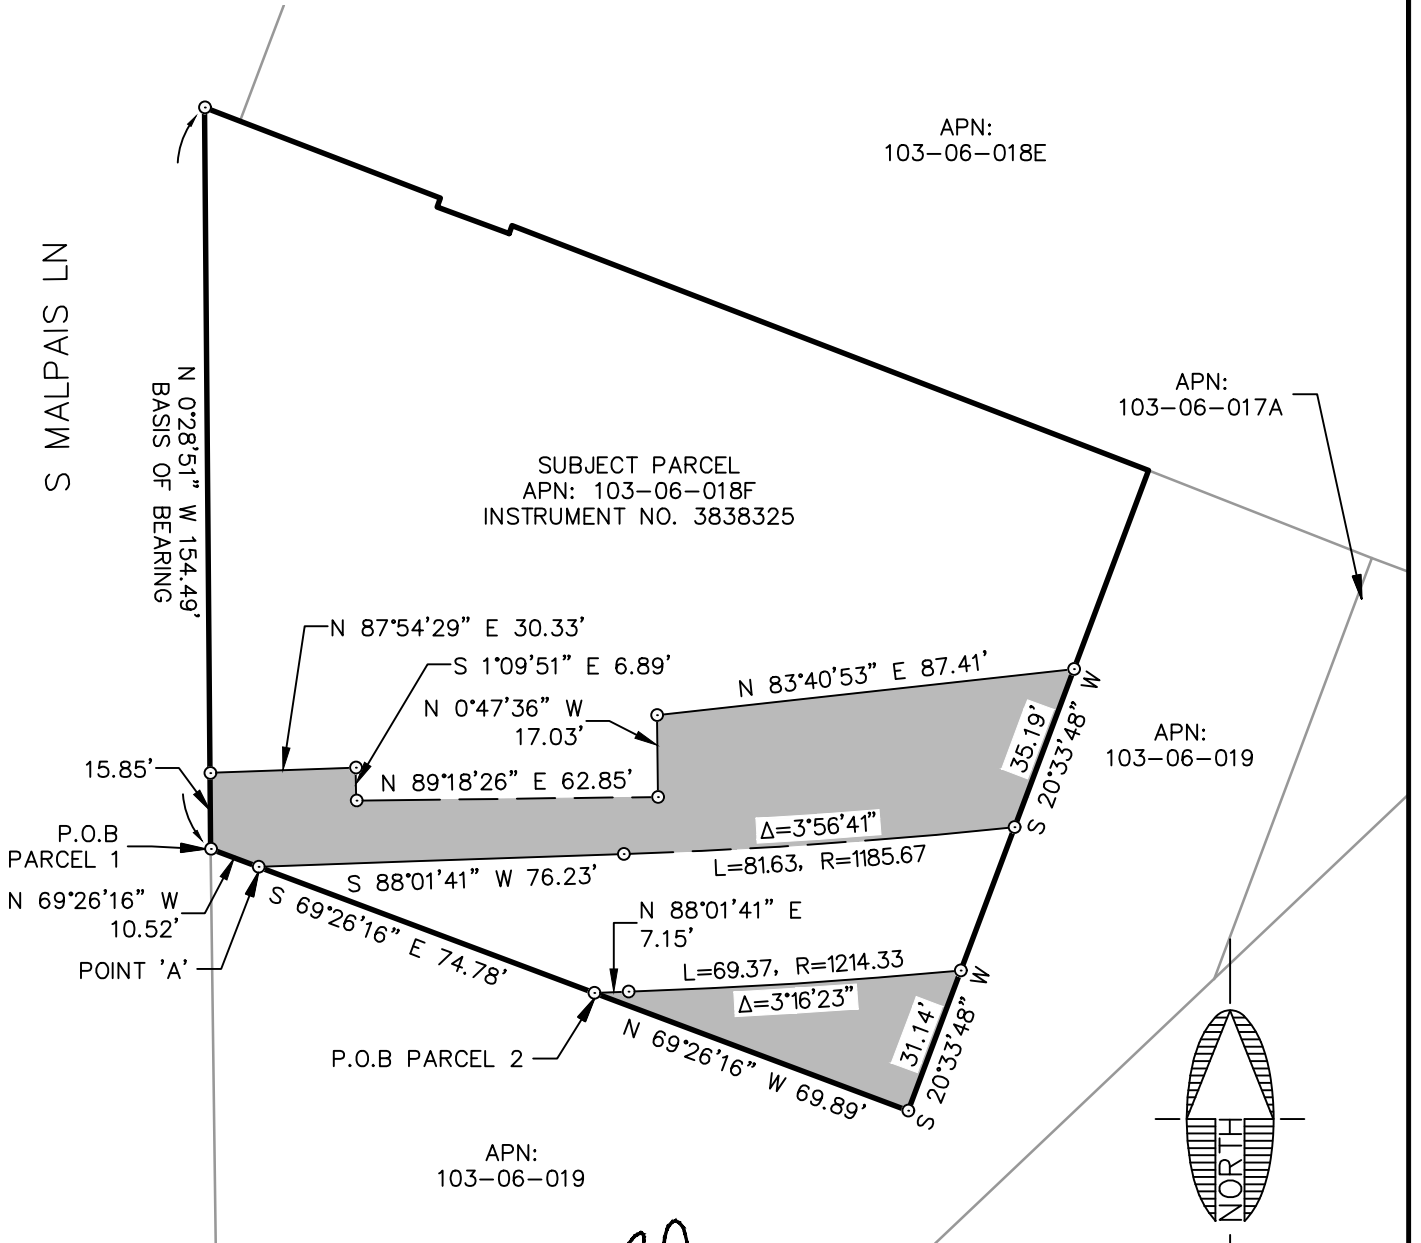 APN:
103-06-018E
S MALPAIS LN
N 0°28'51" W 154.49'
BASIS OF BEARING
APN:
103-06-017A
SUBJECT PARCEL
APN: 103-06-018F
INSTRUMENT NO. 3838325
N 87°54'29" E 30.33'
S 1°09'51" E 6.89'
N 0°47'36" W
17.03'
N 83°40'53" E 87.41'
35.19'
S 20°33'48" W
APN:
103-06-019
15.85'
N 89°18'26" E 62.85'
P.O.B
PARCEL 1
Δ=3°56'41"
L=81.63, R=1185.67
S 88°01'41" W 76.23'
N 69°26'16" W
10.52'
POINT 'A'
S 69°26'16" E 74.78'
N 88°01'41" E
7.15'
L=69.37, R=1214.33
Δ=3°16'23"
31.14'
S 20°33'48" W
P.O.B PARCEL 2
N 69°26'16" W 69.89'
APN:
103-06-019
NORTH